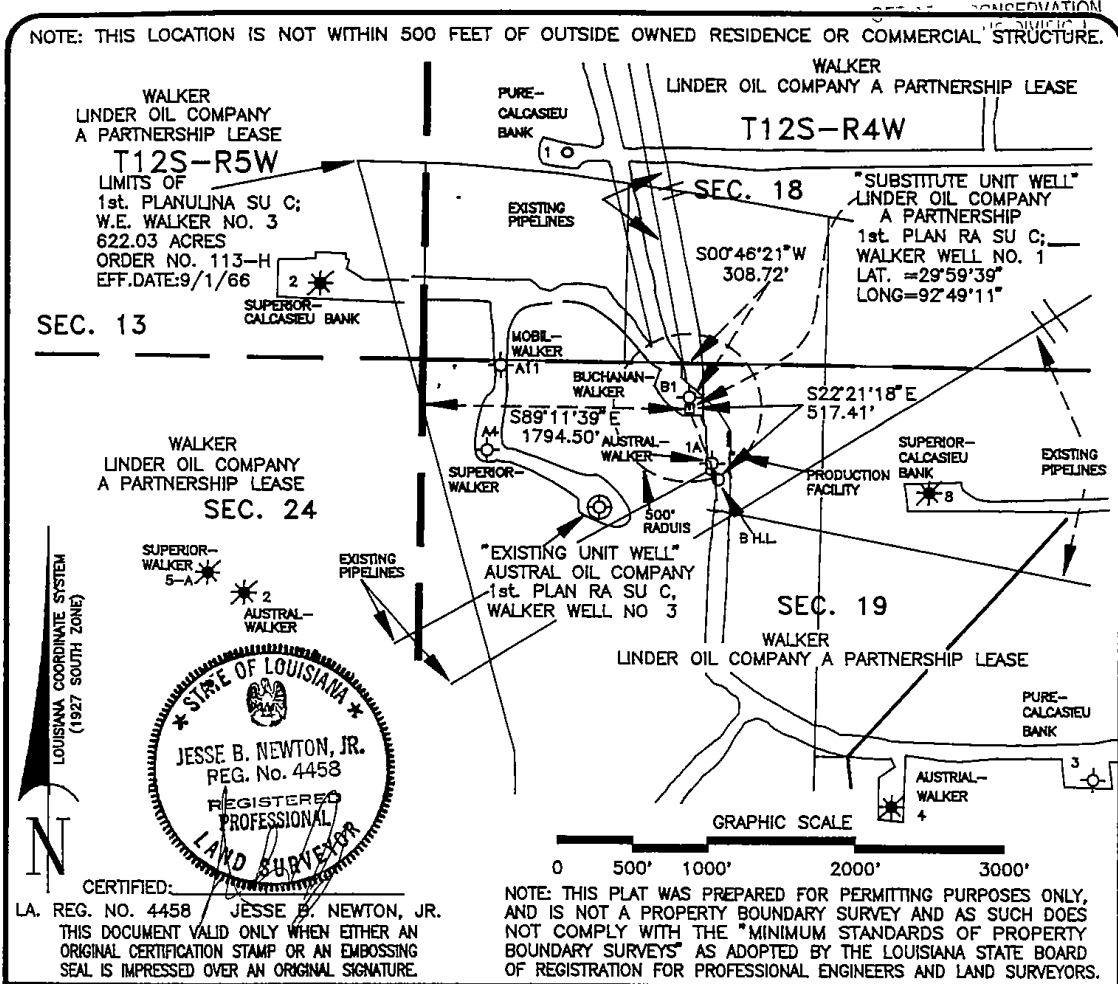 CONSERVATION
NOTE: THIS LOCATION IS NOT WITHIN 500 FEET OF OUTSIDE OWNED RESIDENCE OR COMMERCIAL STRUCTURE.
WALKER
LINDER OIL COMPANY
A PARTNERSHIP LEASE
T12S-R5W
LIMITS OF
1st. PLANULINA SU C;
W.E. WALKER NO. 3
622.03 ACRES
ORDER NO. 113-H
EFF.DATE:9/1/66
PURE-
CALCASIEU
BANK
1
WALKER
LINDER OIL COMPANY A PARTNERSHIP LEASE
T12S-R4W
SEC. 18
EXISTING
PIPELINES
"SUBSTITUTE UNIT WELL"
LINDER OIL COMPANY
A PARTNERSHIP
1st. PLAN RA SU C;
WALKER WELL NO. 1
LAT. =29°59'39"
LONG=92°49'11"
S00°46'21"W
308.72'
2
SUPERIOR-
CALCASIEU BANK
SEC. 13
MOBIL-
WALKER
A11
BUCHANAN-
WALKER
B1
S22°21'18"E
517.41'
S89°11'39"E
1794.50'
A4
SUPERIOR-
WALKER
AUSTRAL-
WALKER
1A
PRODUCTION
FACILITY
SUPERIOR-
CALCASIEU
BANK
8
EXISTING
PIPELINES
WALKER
LINDER OIL COMPANY
A PARTNERSHIP LEASE
SEC. 24
500'
RADUIS
B.H.L.
"EXISTING UNIT WELL"
AUSTRAL OIL COMPANY
1st. PLAN RA SU C,
WALKER WELL NO 3
SUPERIOR-
WALKER
5-A
2
AUSTRAL-
WALKER
EXISTING
PIPELINES
SEC. 19
WALKER
LINDER OIL COMPANY A PARTNERSHIP LEASE
LOUISIANA COORDINATE SYSTEM
(1927 SOUTH ZONE)
N
STATE OF LOUISIANA
JESSE B. NEWTON, JR.
REG. No. 4458
REGISTERED
PROFESSIONAL
LAND SURVEYOR
PURE-
CALCASIEU
BANK
3
AUSTRIAL-
WALKER
4
GRAPHIC SCALE
0 500' 1000' 2000' 3000'
CERTIFIED:
LA. REG. NO. 4458 JESSE B. NEWTON, JR.
THIS DOCUMENT VALID ONLY WHEN EITHER AN
ORIGINAL CERTIFICATION STAMP OR AN EMBOSSING
SEAL IS IMPRESSED OVER AN ORIGINAL SIGNATURE.
NOTE: THIS PLAT WAS PREPARED FOR PERMITTING PURPOSES ONLY,
AND IS NOT A PROPERTY BOUNDARY SURVEY AND AS SUCH DOES
NOT COMPLY WITH THE "MINIMUM STANDARDS OF PROPERTY
BOUNDARY SURVEYS" AS ADOPTED BY THE LOUISIANA STATE BOARD
OF REGISTRATION FOR PROFESSIONAL ENGINEERS AND LAND SURVEYORS.